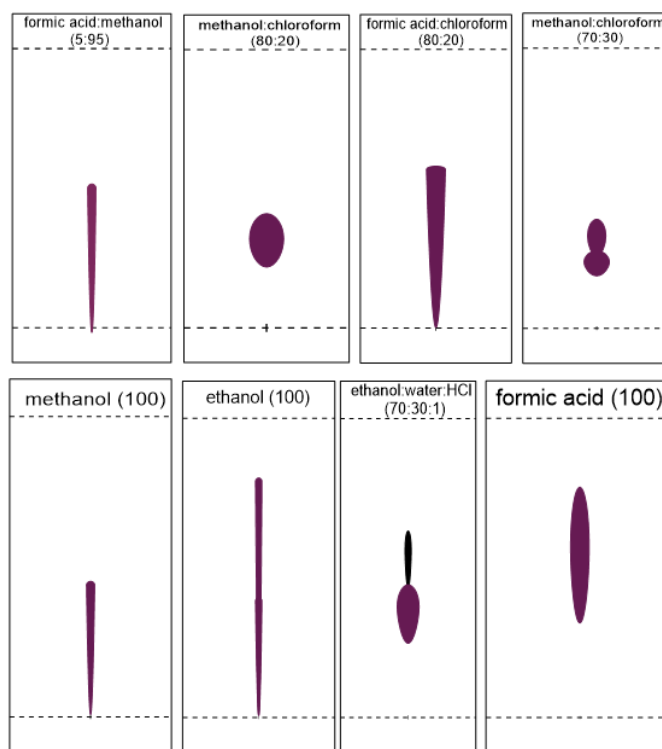 formic acid:methanol
(5:95)
methanol:chloroform
(80:20)
formic acid:chloroform
(80:20)
methanol:chloroform
(70:30)
methanol (100)
ethanol (100)
ethanol:water:HCl
(70:30:1)
formic acid (100)